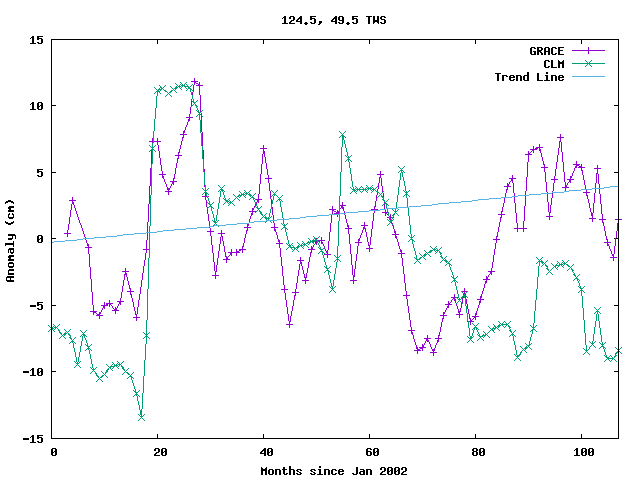 124.5, 49.5 TWS
15
GRACE
CLM
Trend Line
10
5
0
-5
-10
-15
Anomaly (cm)
0 20 40 60 80 100
Months since Jan 2002